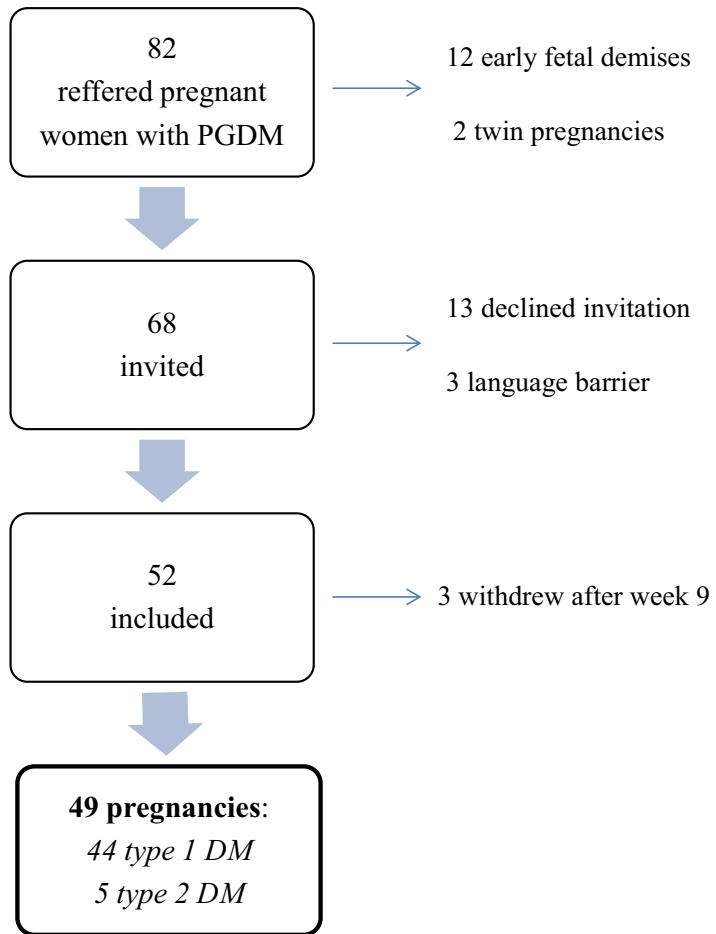 82
reffered pregnant
women with PGDM
12 early fetal demises
2 twin pregnancies
68
invited
13 declined invitation
3 language barrier
52
included
3 withdrew after week 9
49 pregnancies:
44 type 1 DM
5 type 2 DM